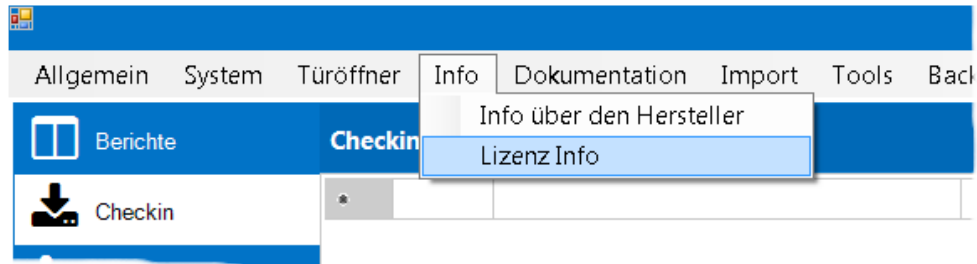 Allgemein System Türöffner Info Dokumentation Import Tools
Info über den Hersteller
Berichte Checkin
Lizenz Info
Checkin
*